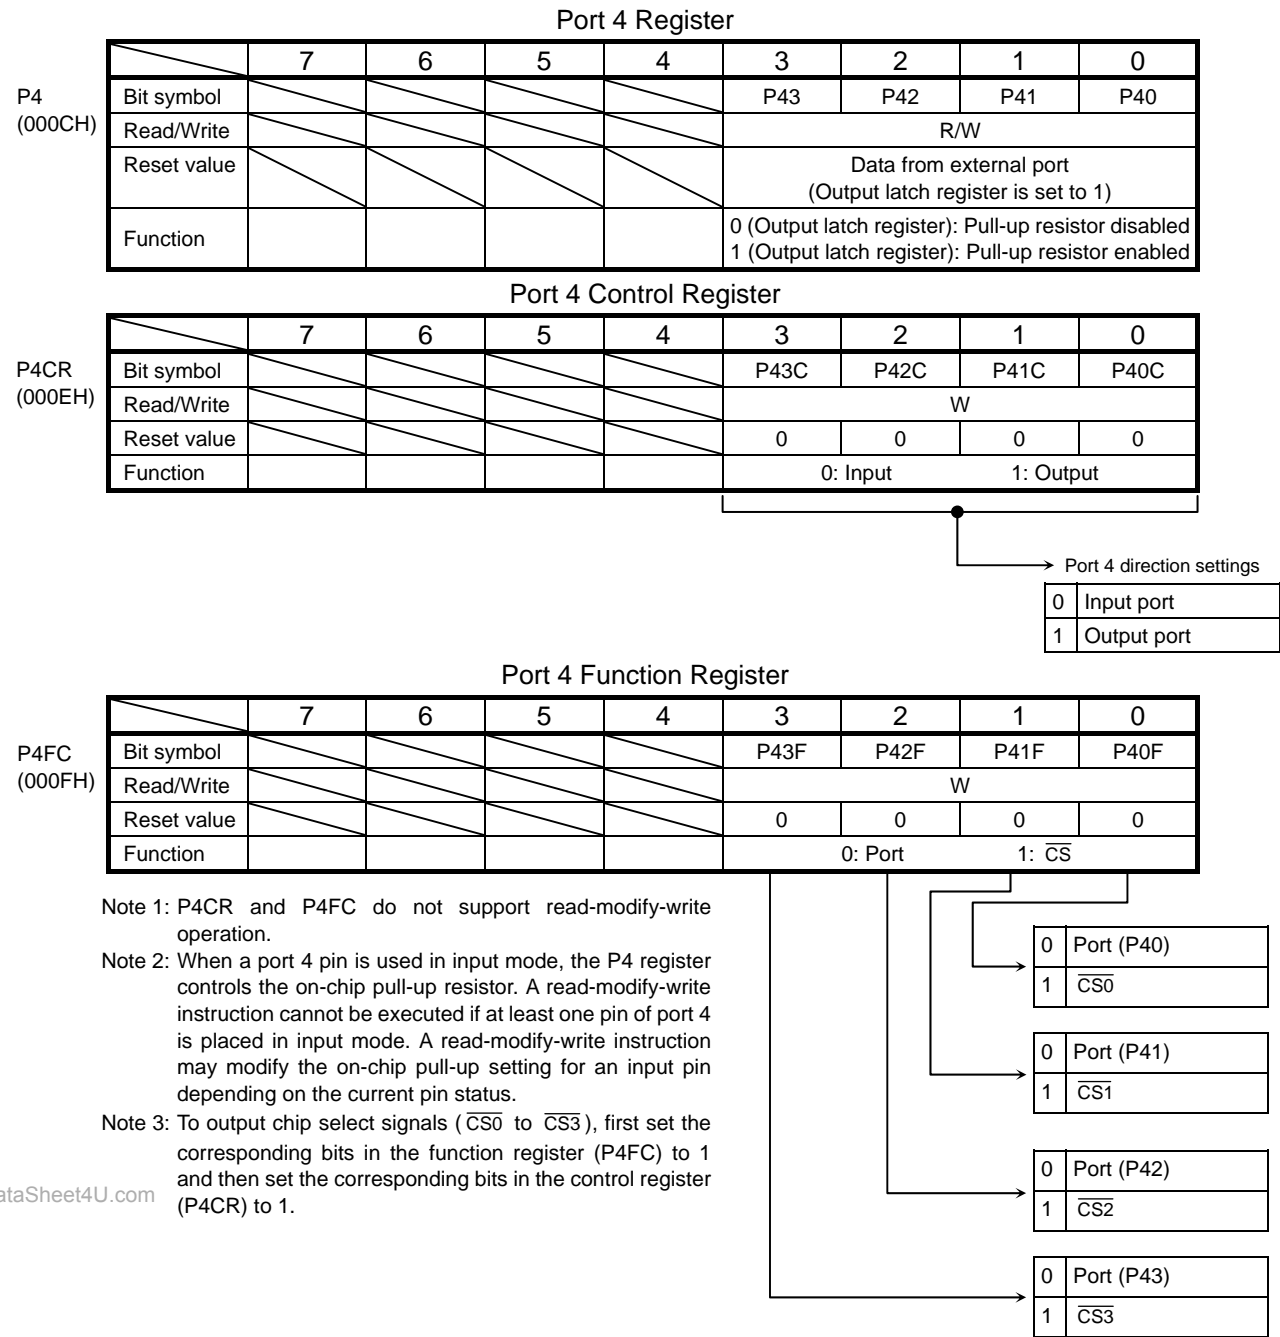 Port 4 Register
7 6 5 4 3 2 1 0
P4
(000CH)
Bit symbol P43 P42 P41 P40
Read/Write R/W
Reset value Data from external port
(Output latch register is set to 1)
Function 0 (Output latch register): Pull-up resistor disabled
1 (Output latch register): Pull-up resistor enabled
Port 4 Control Register
7 6 5 4 3 2 1 0
P4CR
(000EH)
Bit symbol P43C P42C P41C P40C
Read/Write W
Reset value 0 0 0 0
Function 0: Input 1: Output
Port 4 direction settings
0 Input port
1 Output port
Port 4 Function Register
7 6 5 4 3 2 1 0
P4FC
(000FH)
Bit symbol P43F P42F P41F P40F
Read/Write W
Reset value 0 0 0 0
Function 0: Port 1: C̅S̅
Note 1: P4CR and P4FC do not support read-modify-write
operation.
Note 2: When a port 4 pin is used in input mode, the P4 register
controls the on-chip pull-up resistor. A read-modify-write
instruction cannot be executed if at least one pin of port 4
is placed in input mode. A read-modify-write instruction
may modify the on-chip pull-up setting for an input pin
depending on the current pin status.
Note 3: To output chip select signals ( C̅S̅0̅ to C̅S̅3̅ ), first set the
corresponding bits in the function register (P4FC) to 1
and then set the corresponding bits in the control register
(P4CR) to 1.
0 Port (P40)
1 C̅S̅0̅
0 Port (P41)
1 C̅S̅1̅
0 Port (P42)
1 C̅S̅2̅
0 Port (P43)
1 C̅S̅3̅
ataSheet4U.com